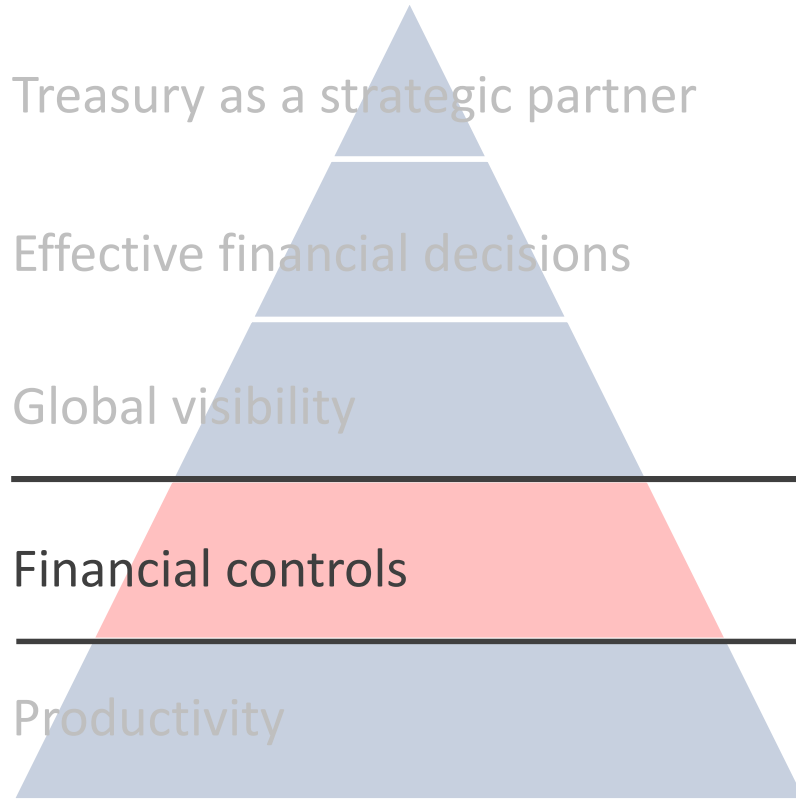 Treasury as a strategic partner
Effective financial decisions
Global visibility
Financial controls
Productivity